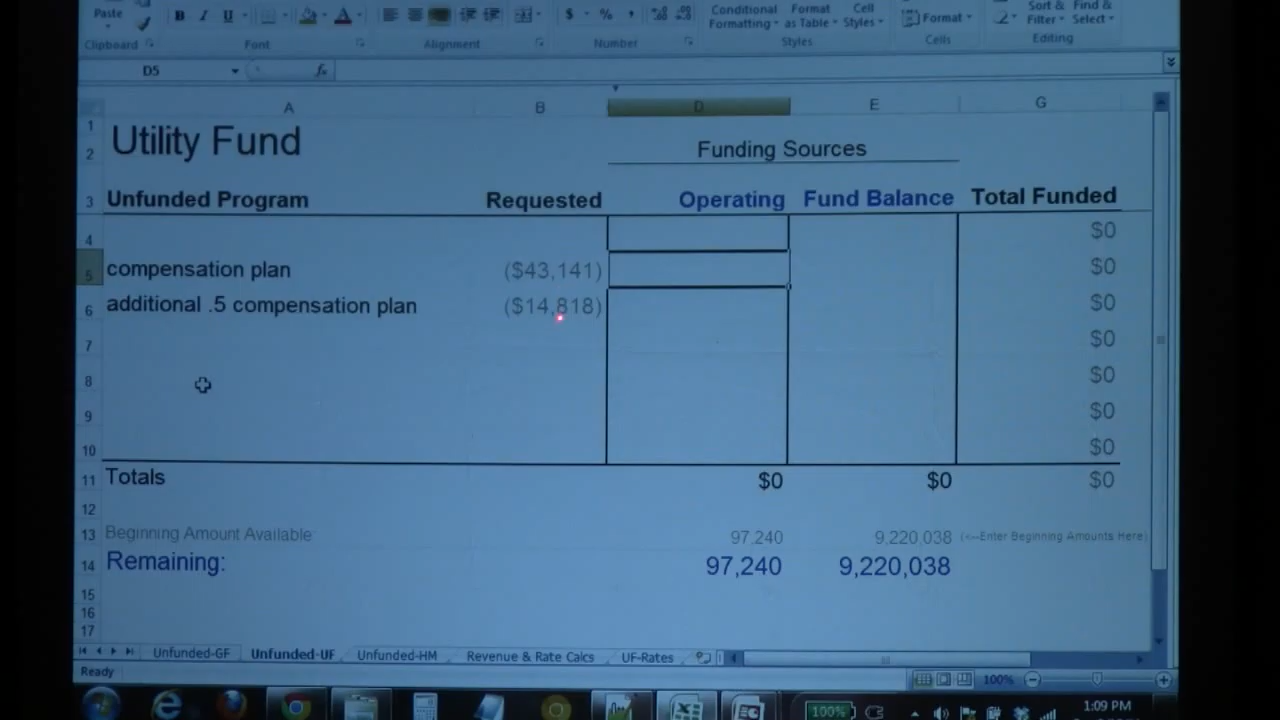 Paste
B I U A $ % ,
Conditional Formatting
Format as Table
Cell Styles
Format
Sort & Filter
Find & Select
Clipboard Font Alignment Number Styles Cells Editing
D5 fx
A B D E G
1 Utility Fund
2 Funding Sources
3 Unfunded Program Requested Operating Fund Balance Total Funded
4 $0
5 compensation plan ($43,141) $0
6 additional .5 compensation plan ($14,818) $0
7 $0
8 $0
9 $0
10 $0
11 Totals $0 $0 $0
12
13 Beginning Amount Available: 97,240 9,220,038 (<--Enter Beginning Amounts Here)
14 Remaining: 97,240 9,220,038
15
16
17
Unfunded-GF Unfunded-UF Unfunded-HM Revenue & Rate Calcs UF-Rates
Ready 100%
100% 1:09 PM